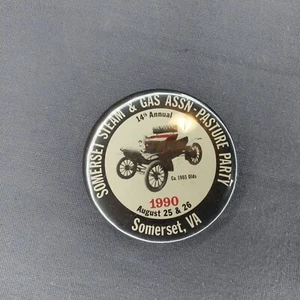 SOMERSET STEAM & GAS ASSN-PASTURE PARTY
14th Annual
Ca. 1903 Olds
1990
August 25 & 26
Somerset, VA